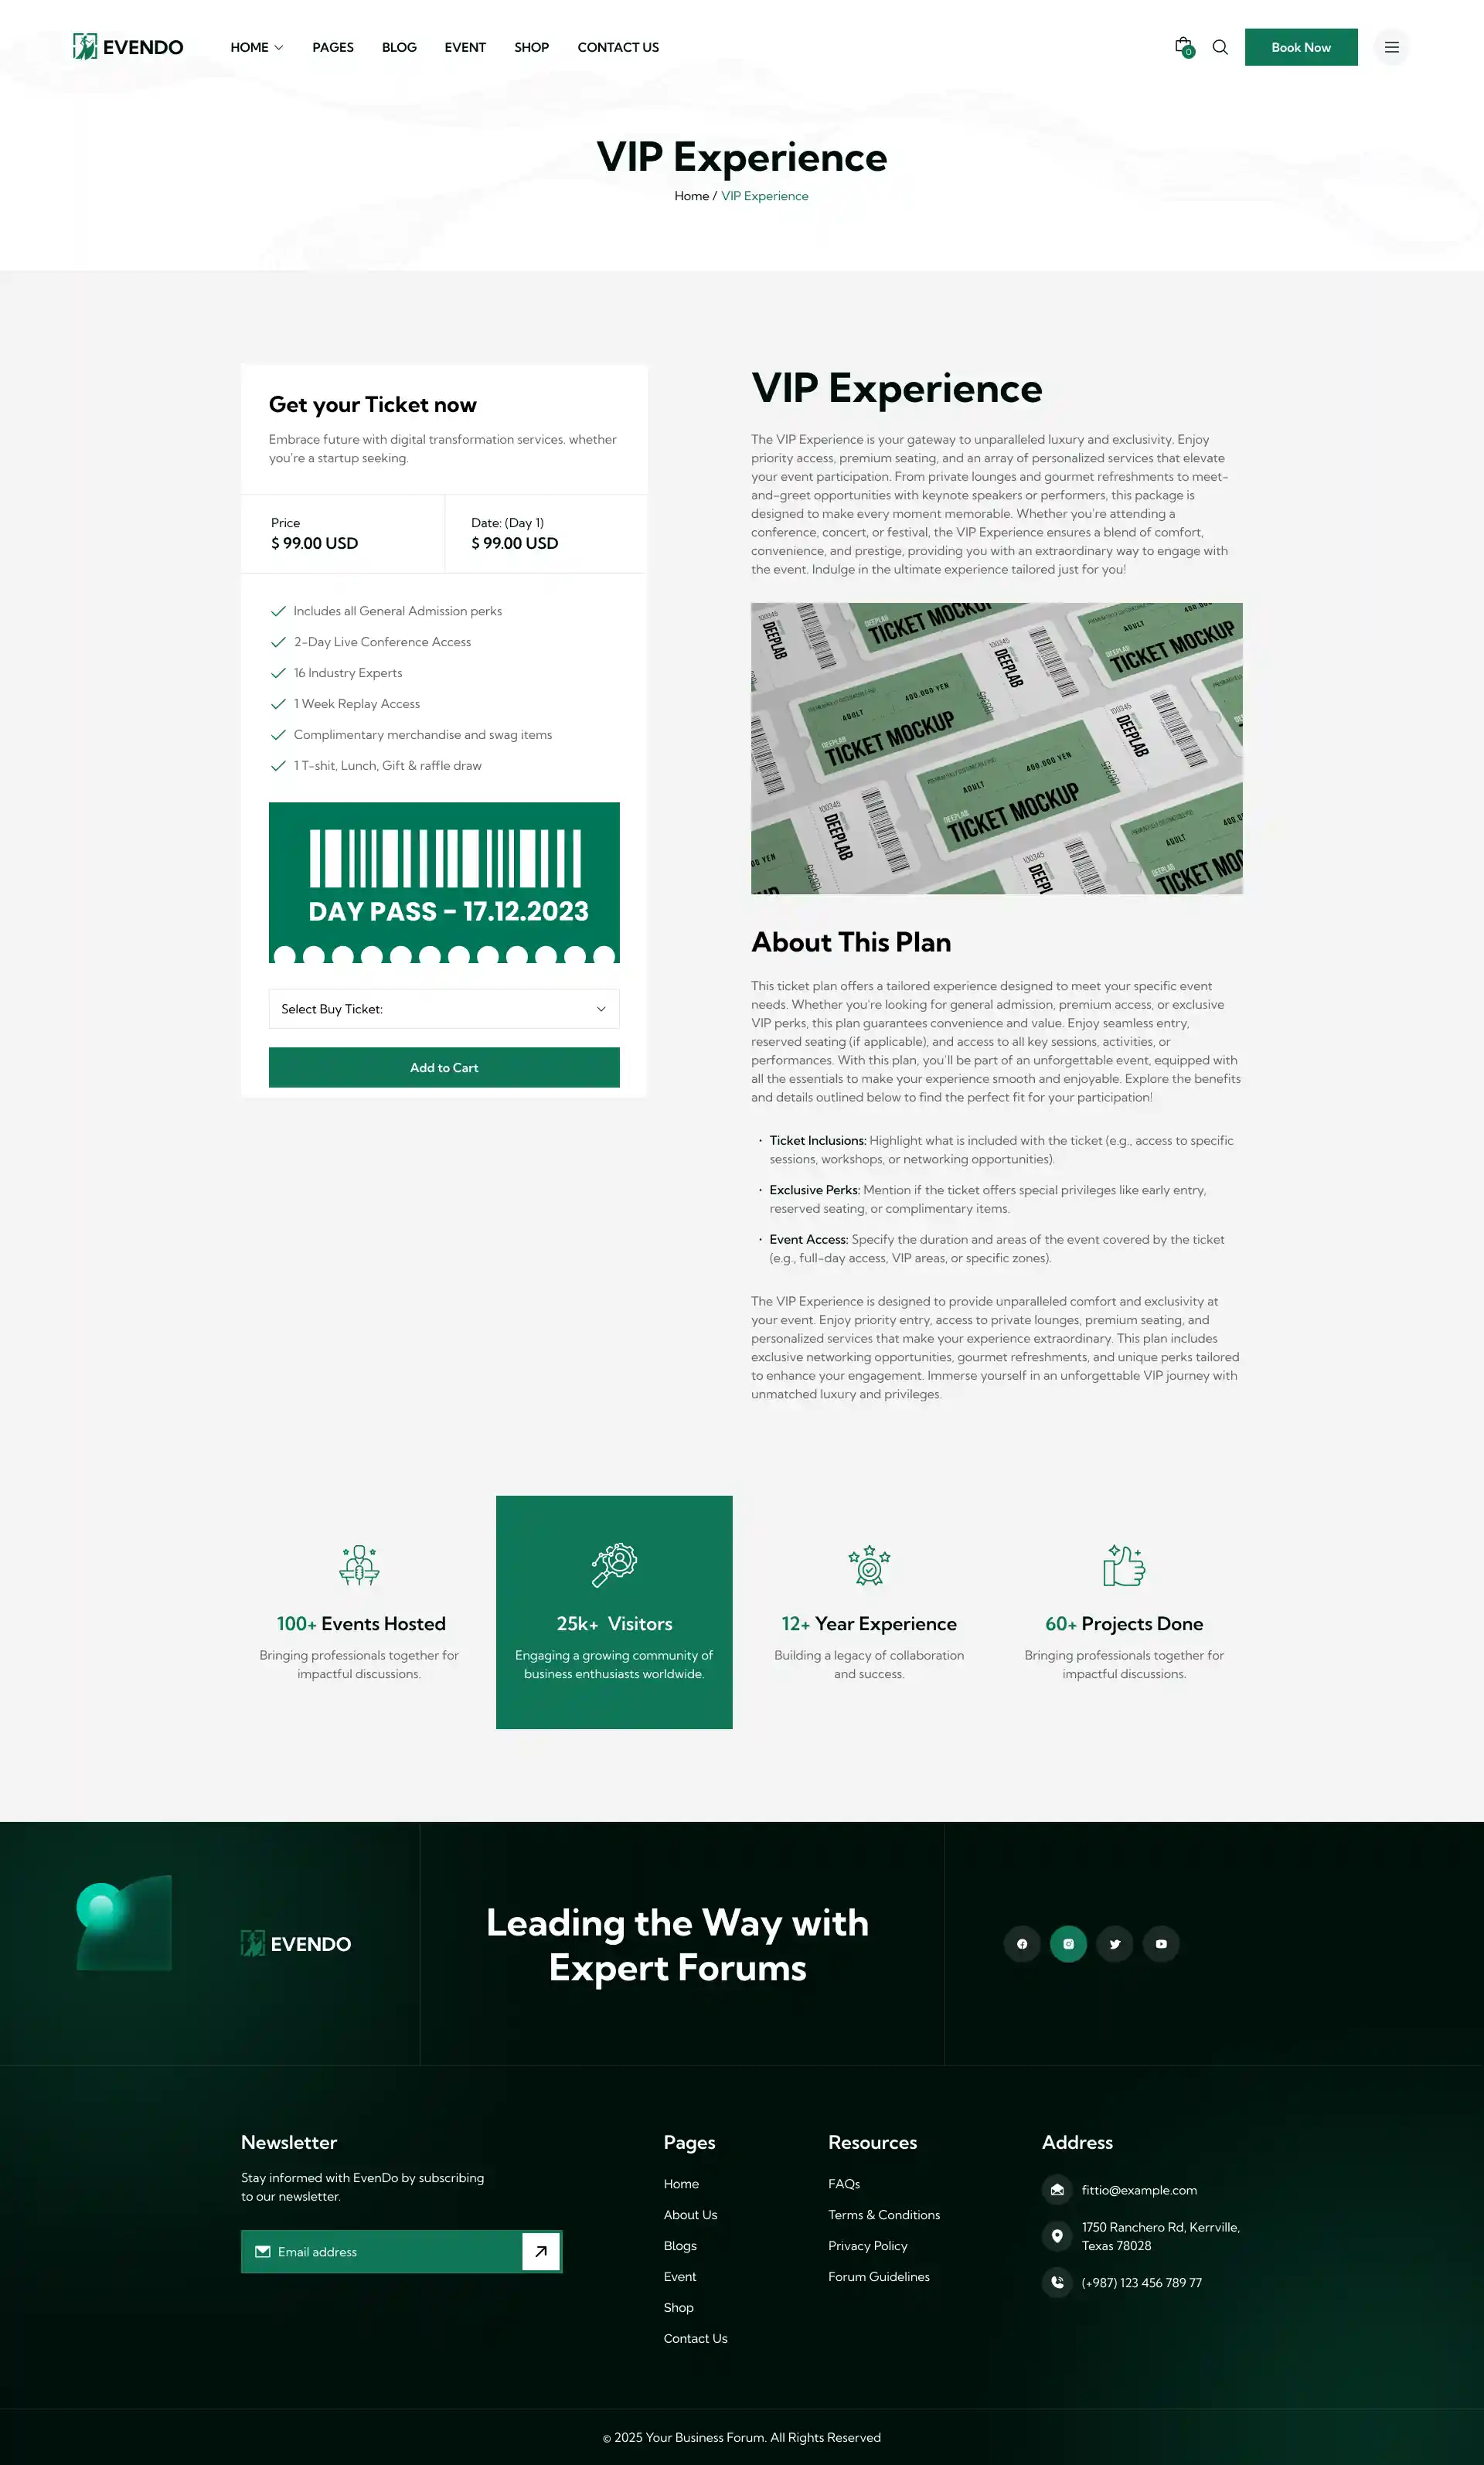 EVENDO
HOME
PAGES
BLOG
EVENT
SHOP
CONTACT US
0
Book Now
VIP Experience
Home / VIP Experience
Get your Ticket now
Embrace future with digital transformation services. whether
you're a startup seeking.
Price
$ 99.00 USD
Date: (Day 1)
$ 99.00 USD
Includes all General Admission perks
2-Day Live Conference Access
16 Industry Experts
1 Week Replay Access
Complimentary merchandise and swag items
1 T-shit, Lunch, Gift & raffle draw
DAY PASS - 17.12.2023
Select Buy Ticket:
Add to Cart
VIP Experience
The VIP Experience is your gateway to unparalleled luxury and exclusivity. Enjoy
priority access, premium seating, and an array of personalized services that elevate
your event participation. From private lounges and gourmet refreshments to meet-
and-greet opportunities with keynote speakers or performers, this package is
designed to make every moment memorable. Whether you're attending a
conference, concert, or festival, the VIP Experience ensures a blend of comfort,
convenience, and prestige, providing you with an extraordinary way to engage with
the event. Indulge in the ultimate experience tailored just for you!
DEEPLAB
TICKET MOCKUP
ADULT
TICKET MOCKUP
DEEPLAB
100345
ADULT
400.000 YEN
TICKET MOCKUP
DEEPLAB
100345
ADULT
400.000 YEN
TICKET MOCKUP
DEEPLAB
100345
DEEPLAB
100345
About This Plan
This ticket plan offers a tailored experience designed to meet your specific event
needs. Whether you're looking for general admission, premium access, or exclusive
VIP perks, this plan guarantees convenience and value. Enjoy seamless entry,
reserved seating (if applicable), and access to all key sessions, activities, or
performances. With this plan, you'll be part of an unforgettable event, equipped with
all the essentials to make your experience smooth and enjoyable. Explore the benefits
and details outlined below to find the perfect fit for your participation!
• Ticket Inclusions: Highlight what is included with the ticket (e.g., access to specific
sessions, workshops, or networking opportunities).
• Exclusive Perks: Mention if the ticket offers special privileges like early entry,
reserved seating, or complimentary items.
• Event Access: Specify the duration and areas of the event covered by the ticket
(e.g., full-day access, VIP areas, or specific zones).
The VIP Experience is designed to provide unparalleled comfort and exclusivity at
your event. Enjoy priority entry, access to private lounges, premium seating, and
personalized services that make your experience extraordinary. This plan includes
exclusive networking opportunities, gourmet refreshments, and unique perks tailored
to enhance your engagement. Immerse yourself in an unforgettable VIP journey with
unmatched luxury and privileges.
100+ Events Hosted
Bringing professionals together for
impactful discussions.
25k+ Visitors
Engaging a growing community of
business enthusiasts worldwide.
12+ Year Experience
Building a legacy of collaboration
and success.
60+ Projects Done
Bringing professionals together for
impactful discussions.
EVENDO
Leading the Way with
Expert Forums
Newsletter
Stay informed with EvenDo by subscribing
to our newsletter.
Email address
Pages
Home
About Us
Blogs
Event
Shop
Contact Us
Resources
FAQs
Terms & Conditions
Privacy Policy
Forum Guidelines
Address
fittio@example.com
1750 Ranchero Rd, Kerrville,
Texas 78028
(+987) 123 456 789 77
© 2025 Your Business Forum. All Rights Reserved